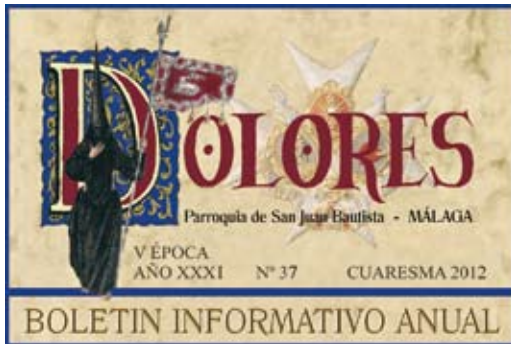 DOLORES
Parroquia de San Juan Bautista - MÁLAGA
V ÉPOCA
AÑO XXXI Nº 37 CUARESMA 2012
BOLETIN INFORMATIVO ANUAL